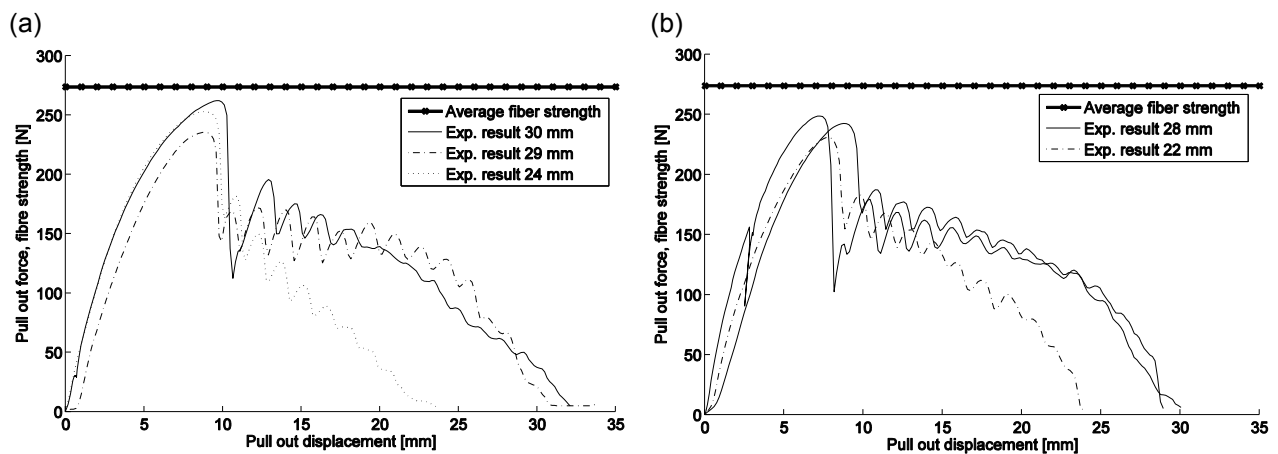 (a)
300
250
200
150
100
50
0
0 5 10 15 20 25 30 35
Pull out force, fibre strength [N]
Pull out displacement [mm]
Average fiber strength
Exp. result 30 mm
Exp. result 29 mm
Exp. result 24 mm
(b)
300
250
200
150
100
50
0
0 5 10 15 20 25 30 35
Pull out force, fibre strength [N]
Pull out displacement [mm]
Average fiber strength
Exp. result 28 mm
Exp. result 22 mm